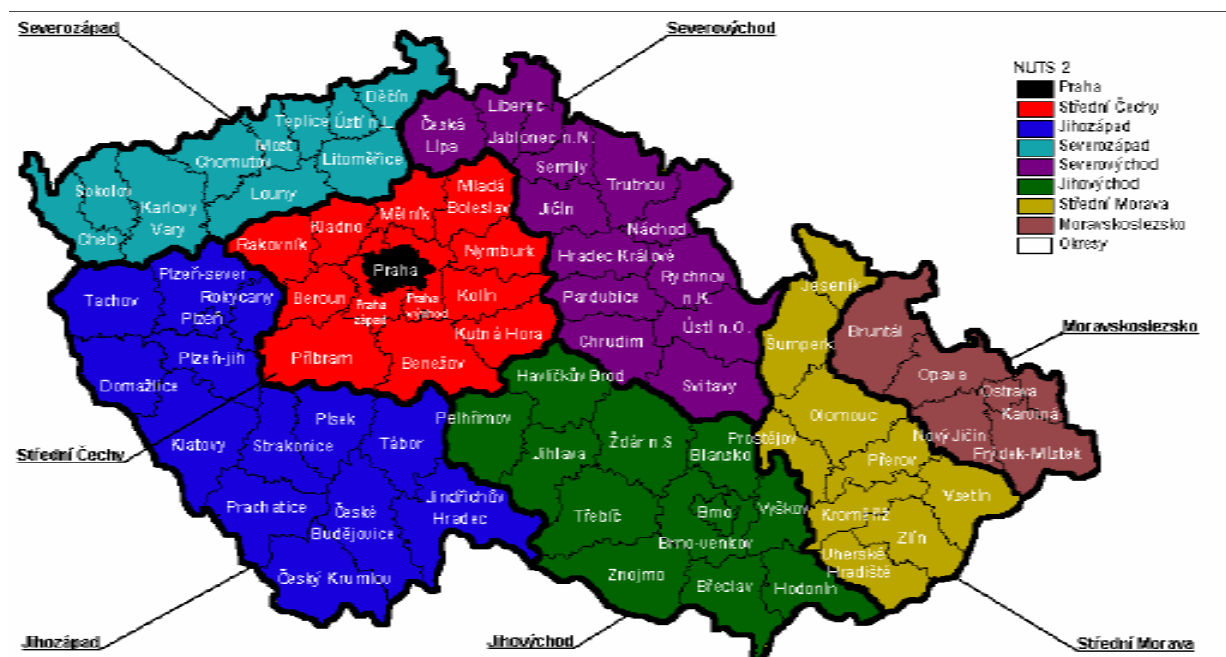 Severozápad
Severovýchod
NUTS 2
Praha
Střední Čechy
Jihozápad
Severozápad
Severovýchod
Jihovýchod
Střední Morava
Moravskoslezsko
Okresy
Děčín
Teplice
Ústí n.L.
Most
Chomutov
Litoměřice
Louny
Sokolov
Karlovy
Vary
Cheb
Liberec
Česká
Lípa
Jablonec n.N.
Semily
Trutnov
Jičín
Náchod
Hradec Králové
Rychnov
n.K.
Pardubice
Ústí n.O.
Chrudim
Svitavy
Mladá
Boleslav
Mělník
Kladno
Rakovník
Nymburk
Praha
Beroun
Praha
západ
Praha
východ
Kolín
Kutná Hora
Příbram
Benešov
Plzeň-sever
Tachov
Rokycany
Plzeň
Plzeň-jih
Domažlice
Klatovy
Písek
Strakonice
Tábor
Prachatice
České
Budějovice
Jindřichův
Hradec
Český Krumlov
Havlíčkův Brod
Pelhřimov
Jihlava
Žďár n.S
Blansko
Třebíč
Brno
Vyškov
Brno-venkov
Znojmo
Břeclav
Hodonín
Jeseník
Šumperk
Olomouc
Prostějov
Přerov
Vsetín
Kroměříž
Zlín
Uherské
Hradiště
Bruntál
Opava
Ostrava
Karviná
Nový Jičín
Frýdek-Místek
Moravskoslezsko
Střední Čechy
Jihozápad
Jihovýchod
Střední Morava